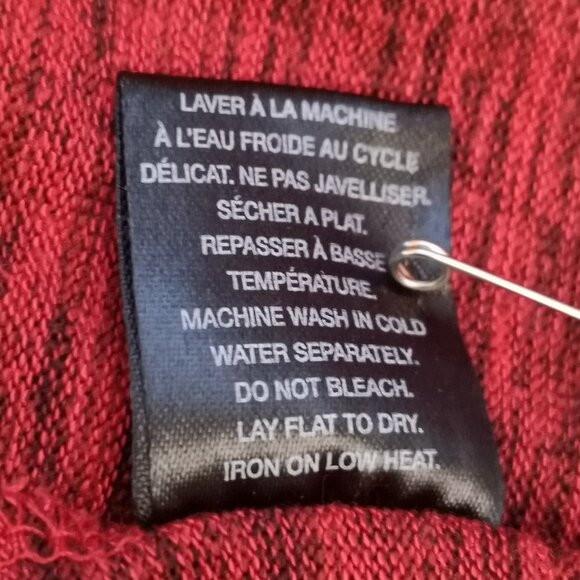 LAVER À LA MACHINE
À L'EAU FROIDE AU CYCLE
DÉLICAT. NE PAS JAVELLISER.
SÉCHER A PLAT.
REPASSER À BASSE
TEMPÉRATURE.
MACHINE WASH IN COLD
WATER SEPARATELY.
DO NOT BLEACH.
LAY FLAT TO DRY.
IRON ON LOW HEAT.